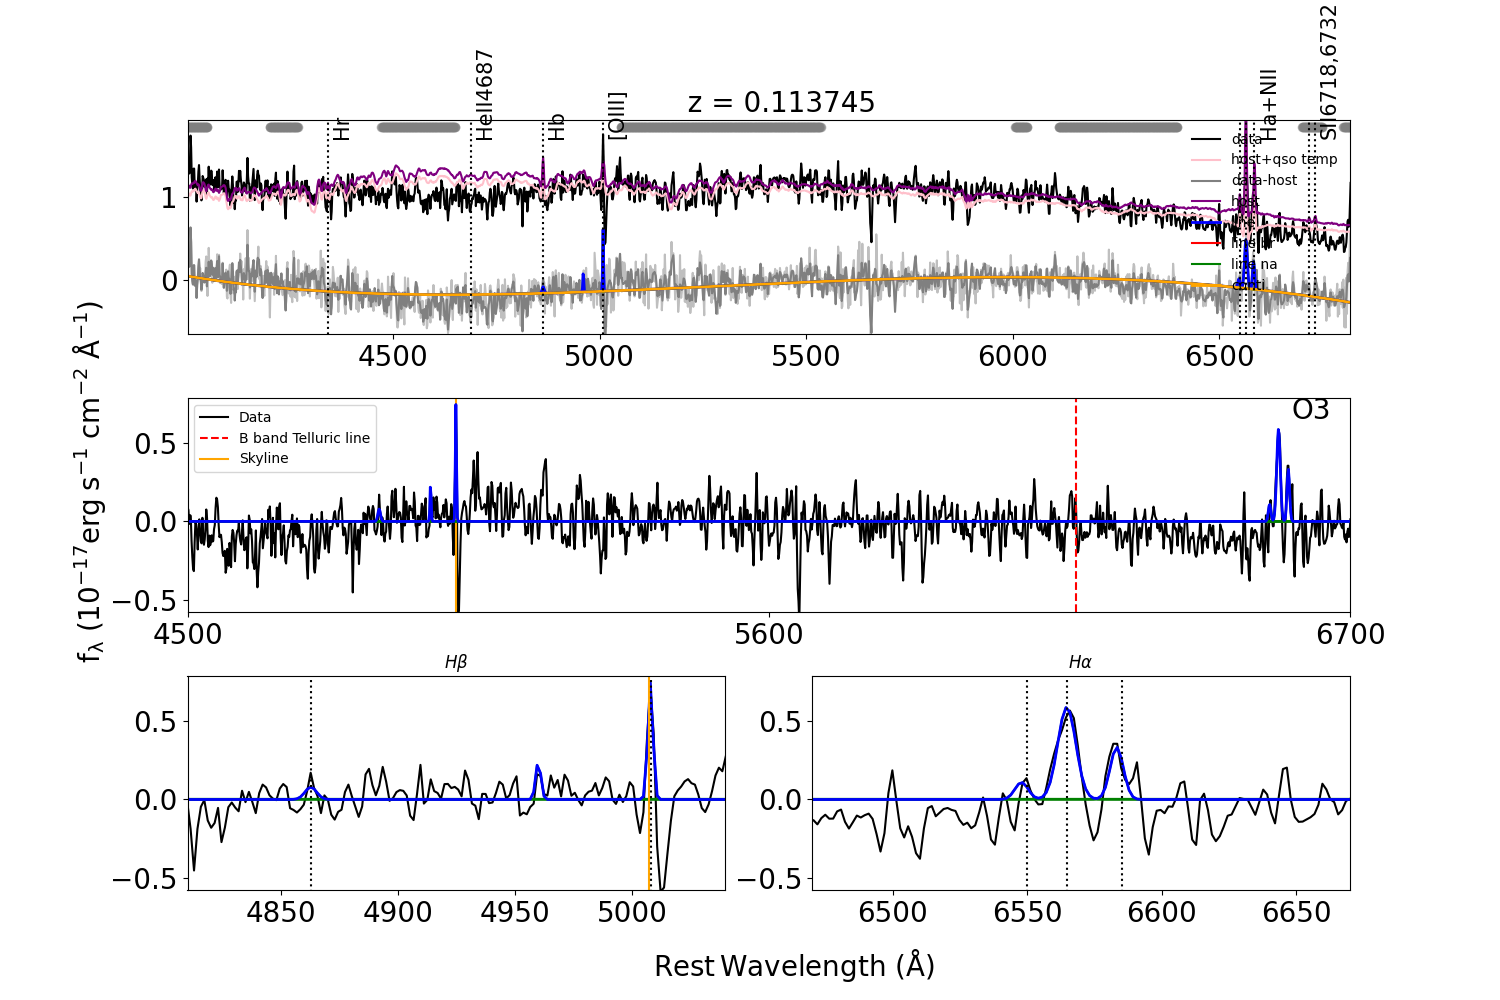 z = 0.113745
Hr
HeII4687
Hb
[OIII]
Ha+NII
SII6718,6732
data
host+qso temp
data-host
host
line na
conti
1
0
4500
5000
5500
6000
6500
fλ (10−17erg s−1 cm−2 Å−1)
Data
B band Telluric line
Skyline
O3
0.5
0.0
−0.5
4500
5600
6700
Hβ
0.5
0.0
−0.5
4850
4900
4950
5000
Hα
0.5
0.0
−0.5
6500
6550
6600
6650
Rest Wavelength (Å)